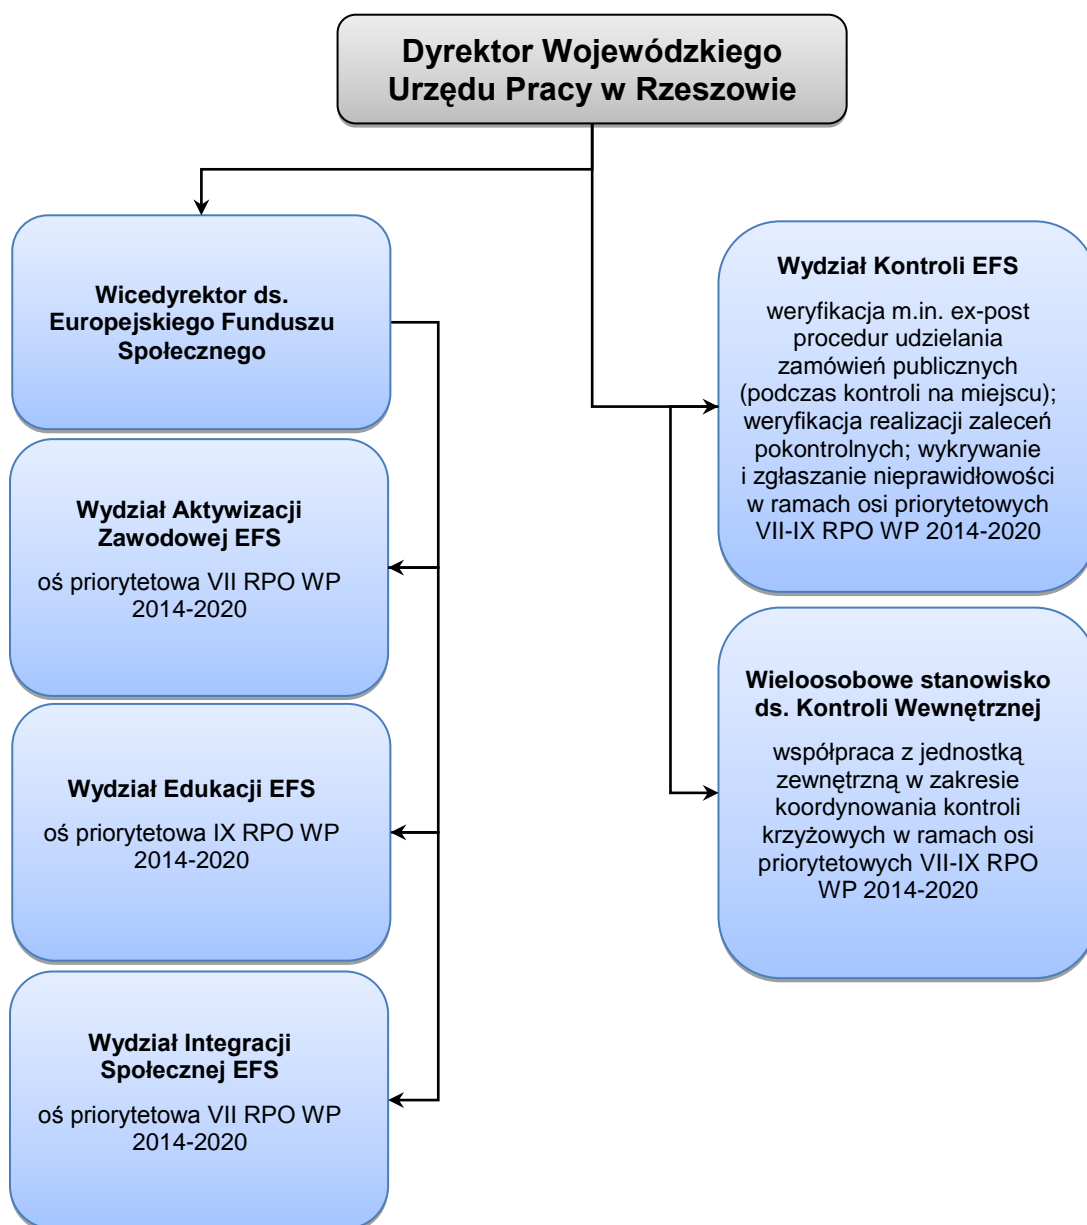 Dyrektor Wojewódzkiego
Urzędu Pracy w Rzeszowie
Wicedyrektor ds.
Europejskiego Funduszu
Społecznego
Wydział Aktywizacji
Zawodowej EFS
oś priorytetowa VII RPO WP
2014-2020
Wydział Edukacji EFS
oś priorytetowa IX RPO WP
2014-2020
Wydział Integracji
Społecznej EFS
oś priorytetowa VII RPO WP
2014-2020
Wydział Kontroli EFS
weryfikacja m.in. ex-post
procedur udzielania
zamówień publicznych
(podczas kontroli na miejscu);
weryfikacja realizacji zaleceń
pokontrolnych; wykrywanie
i zgłaszanie nieprawidłowości
w ramach osi priorytetowych
VII-IX RPO WP 2014-2020
Wieloosobowe stanowisko
ds. Kontroli Wewnętrznej
współpraca z jednostką
zewnętrzną w zakresie
koordynowania kontroli
krzyżowych w ramach osi
priorytetowych VII-IX RPO
WP 2014-2020